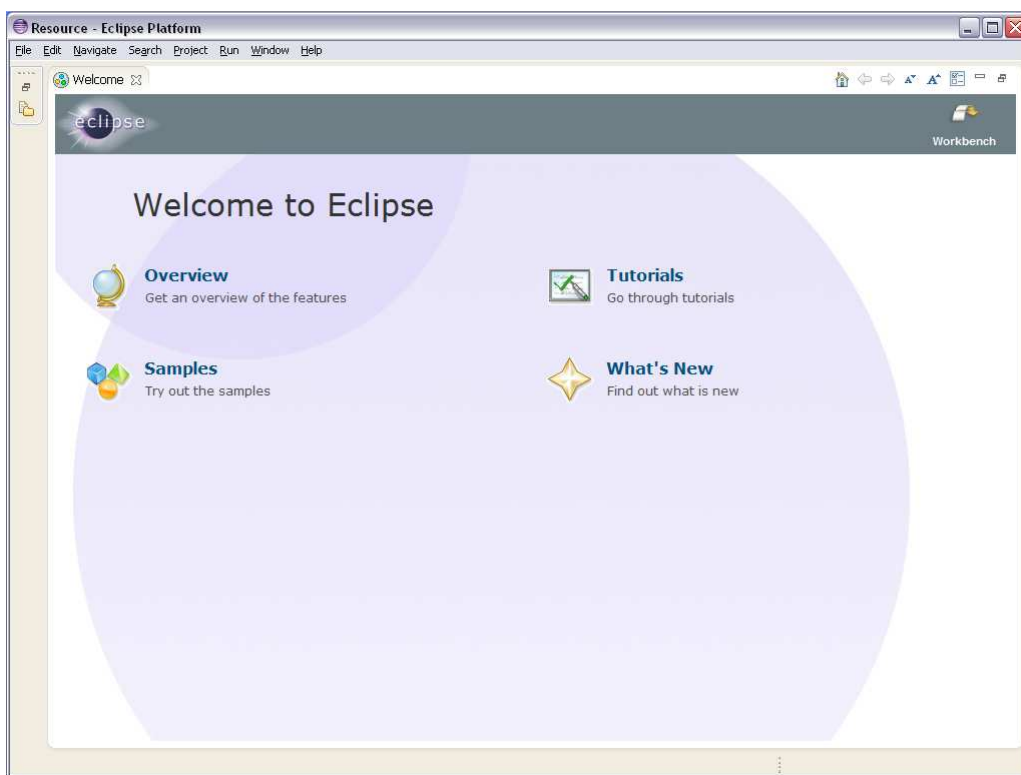 Resource - Eclipse Platform
File Edit Navigate Search Project Run Window Help
Welcome
eclipse
Workbench
Welcome to Eclipse
Overview
Get an overview of the features
Tutorials
Go through tutorials
Samples
Try out the samples
What's New
Find out what is new